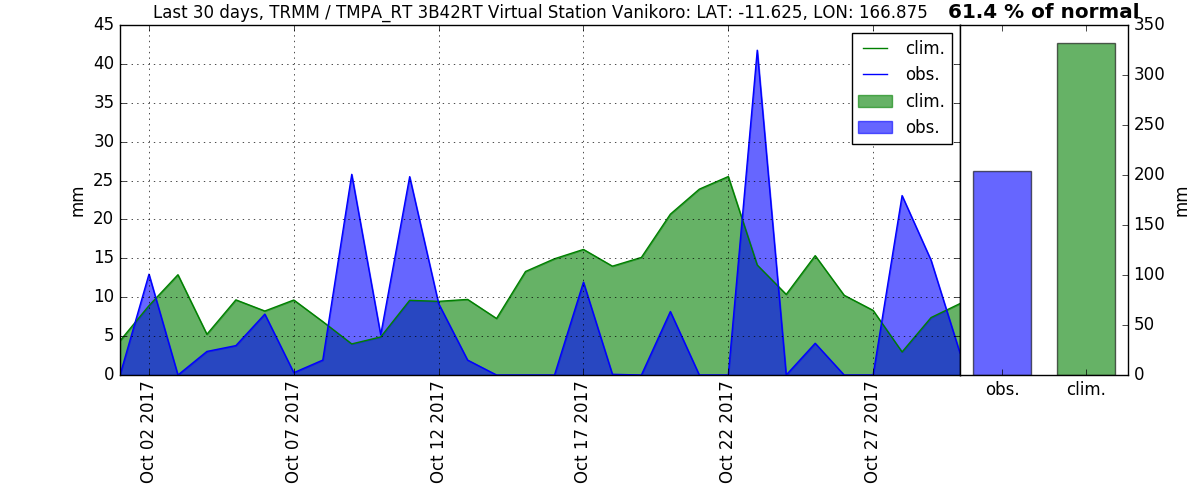 Last 30 days, TRMM / TMPA_RT 3B42RT Virtual Station Vanikoro: LAT: -11.625, LON: 166.875
61.4 % of normal
45
40
35
30
25
20
15
10
5
0
mm
clim.
obs.
clim.
obs.
Oct 02 2017
Oct 07 2017
Oct 12 2017
Oct 17 2017
Oct 22 2017
Oct 27 2017
350
300
250
200
150
100
50
0
mm
obs.
clim.